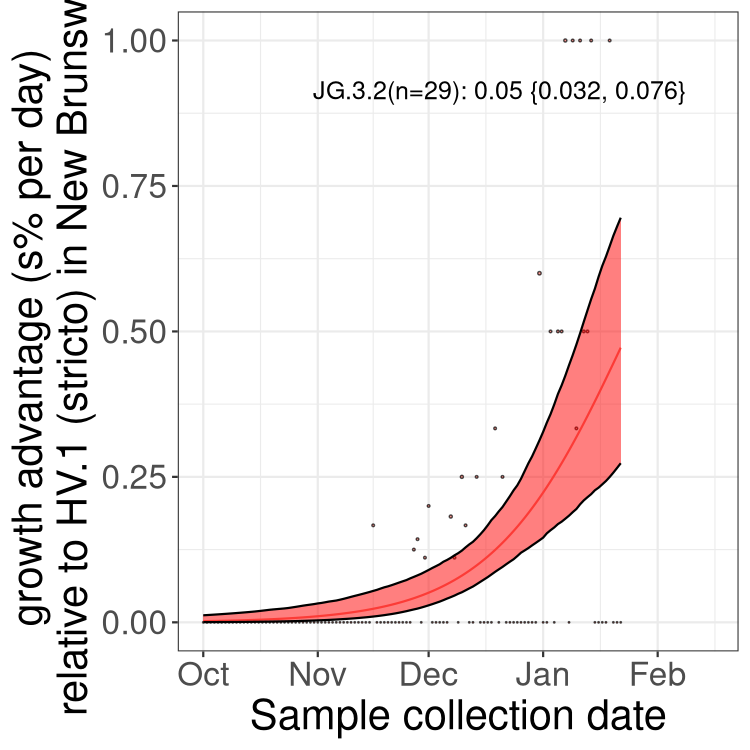 growth advantage (s% per day)
relative to HV.1 (stricto) in New Brunsw
1.00
0.75
0.50
0.25
0.00
JG.3.2(n=29): 0.05 {0.032, 0.076}
Oct Nov Dec Jan Feb
Sample collection date